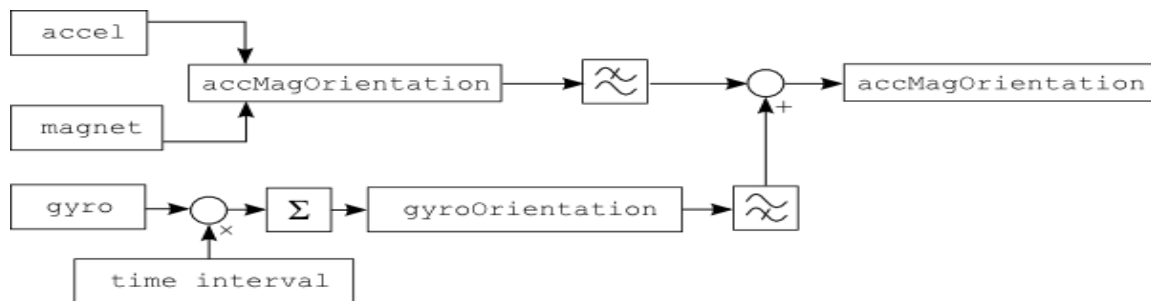 accel
accMagOrientation
+
accMagOrientation
magnet
gyro
×
Σ
gyroOrientation
time interval